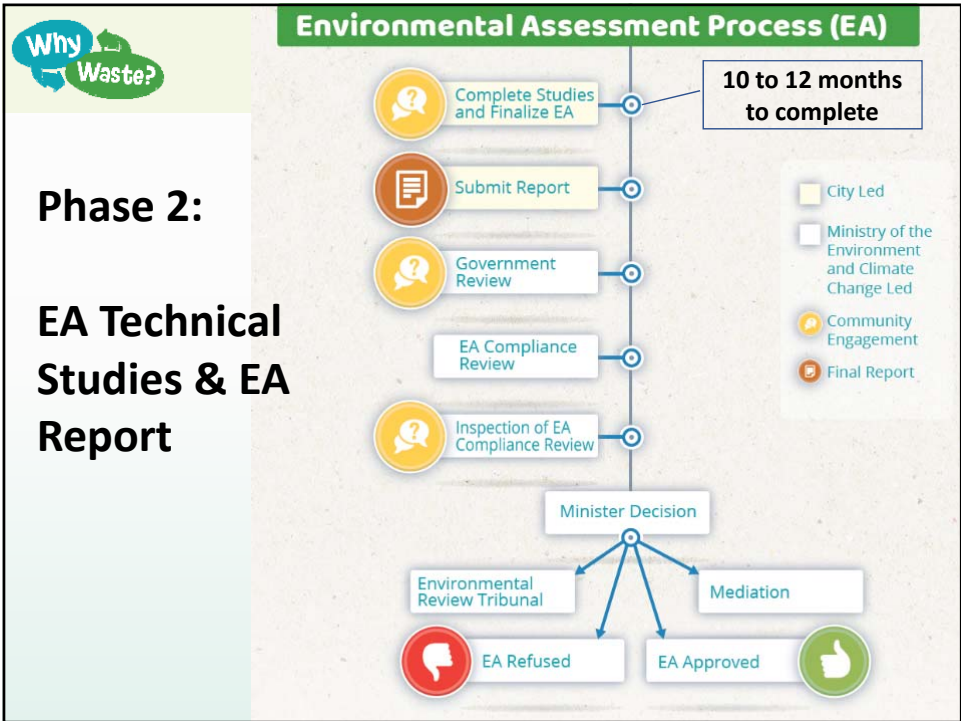 Why
Waste?
Environmental Assessment Process (EA)
Phase 2:
EA Technical
Studies & EA
Report
Complete Studies
and Finalize EA
10 to 12 months
to complete
Submit Report
Government
Review
EA Compliance
Review
Inspection of EA
Compliance Review
Minister Decision
Environmental
Review Tribunal
Mediation
EA Refused
EA Approved
City Led
Ministry of the
Environment
and Climate
Change Led
Community
Engagement
Final Report